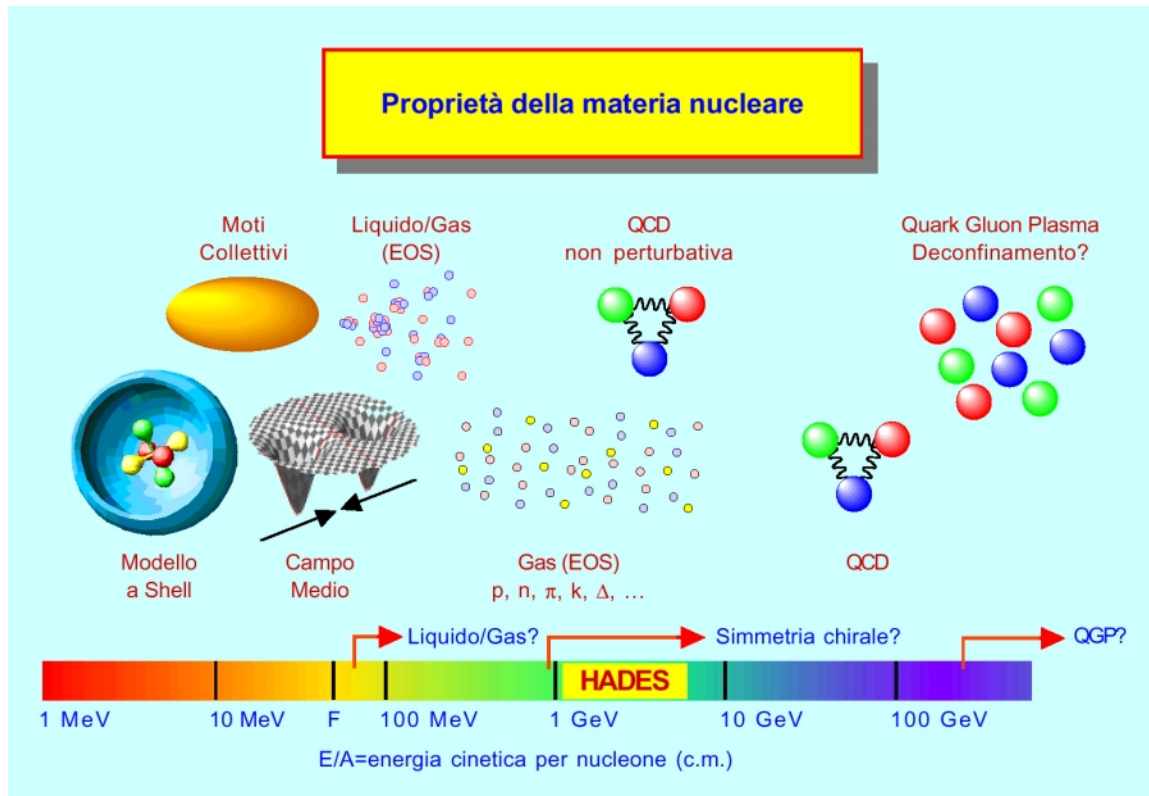 Proprietà della materia nucleare
Moti
Collettivi
Liquido/Gas
(EOS)
QCD
non perturbativa
Quark Gluon Plasma
Deconfinamento?
Modello
a Shell
Campo
Medio
Gas (EOS)
p, n, π, k, Δ, ...
QCD
Liquido/Gas?
Simmetria chirale?
QGP?
HADES
1 MeV
10 MeV
F
100 MeV
1 GeV
10 GeV
100 GeV
E/A=energia cinetica per nucleone (c.m.)